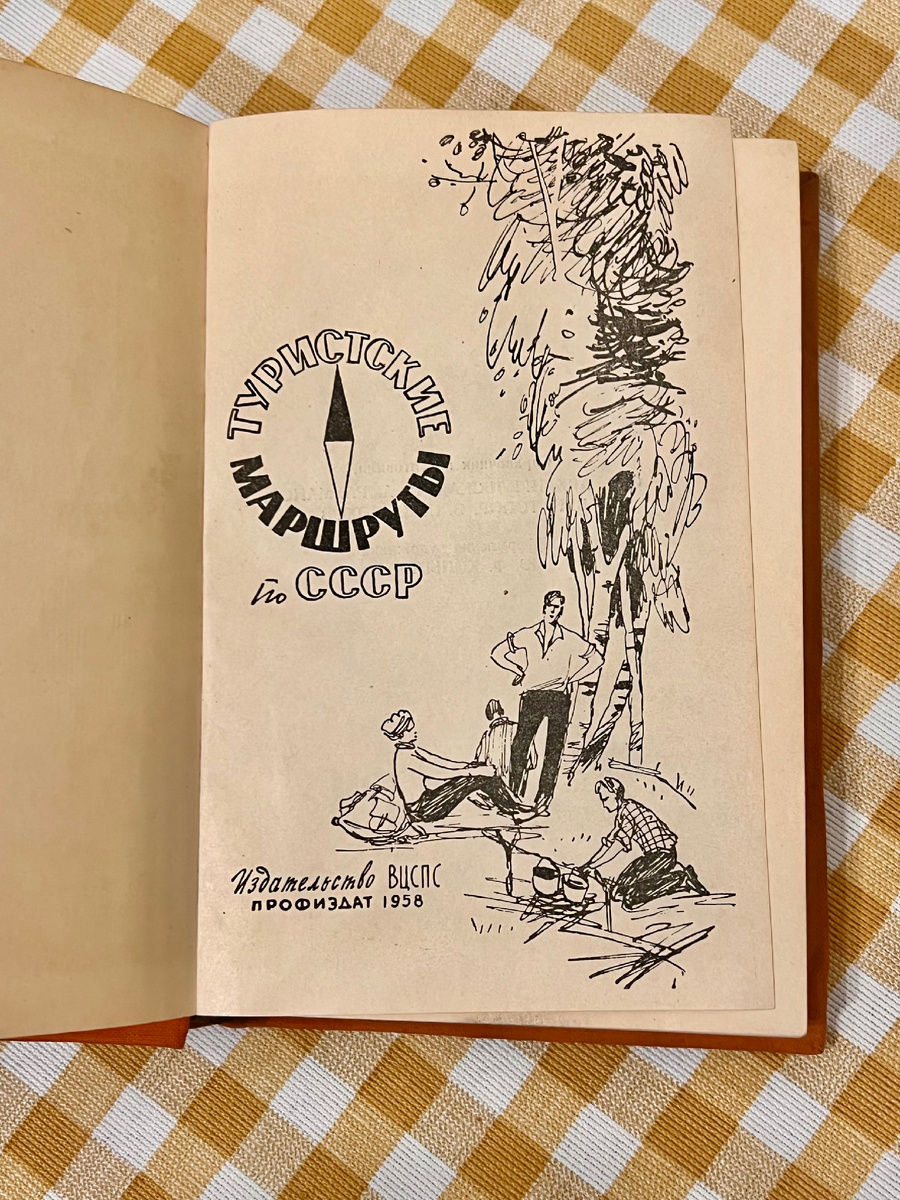 ТУРИСТСКИЕ
МАРШРУТЫ
по СССР
Издательство ВЦСПС
ПРОФИЗДАТ 1958